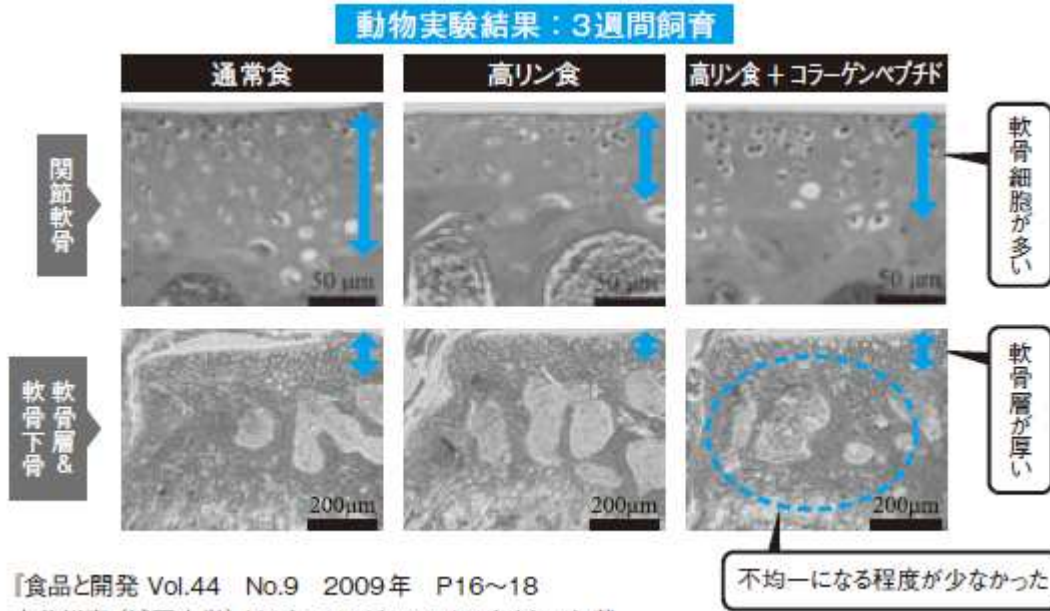 動物実験結果：3週間飼育
通常食
高リン食
高リン食 + コラーゲンペプチド
関節軟骨
50 μm
50 μm
50 μm
軟骨細胞が多い
軟骨層&
軟骨下骨
200μm
200μm
200μm
軟骨層が厚い
不均一になる程度が少なかった
『食品と開発 Vol.44 No.9 2009年 P16～18